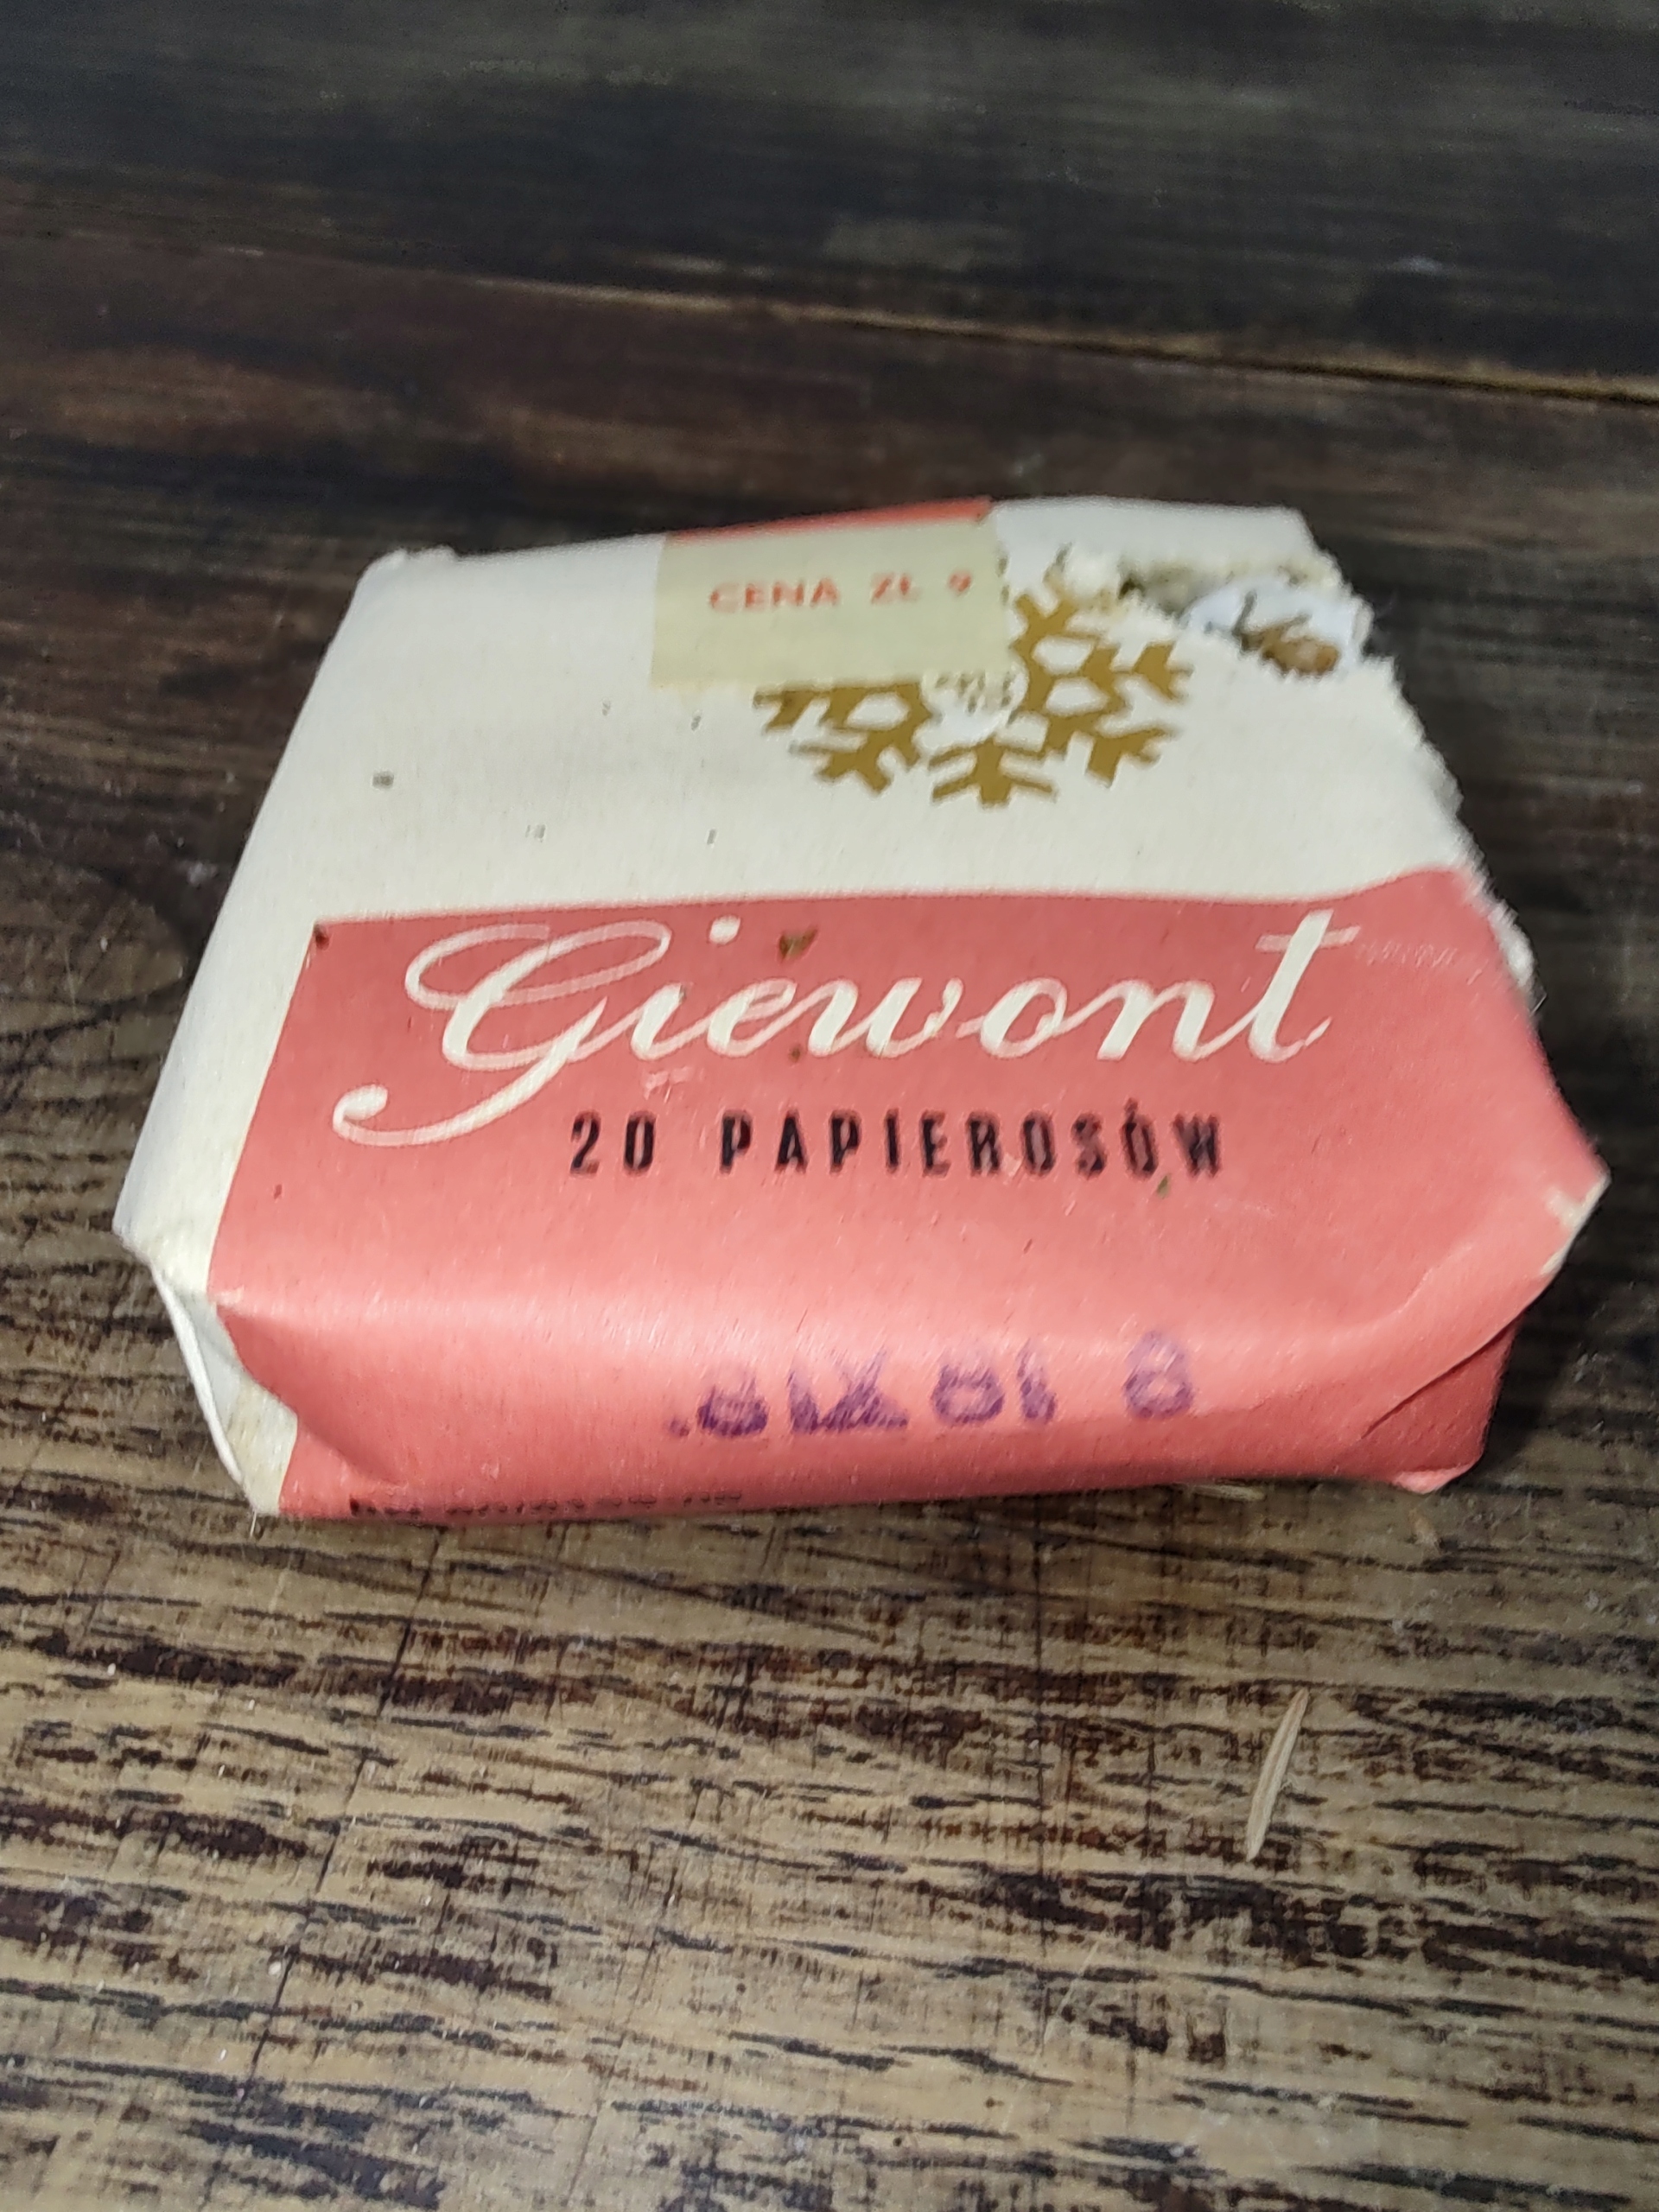 CENA ZŁ 9
Giewont
20 PAPIEROSÓW